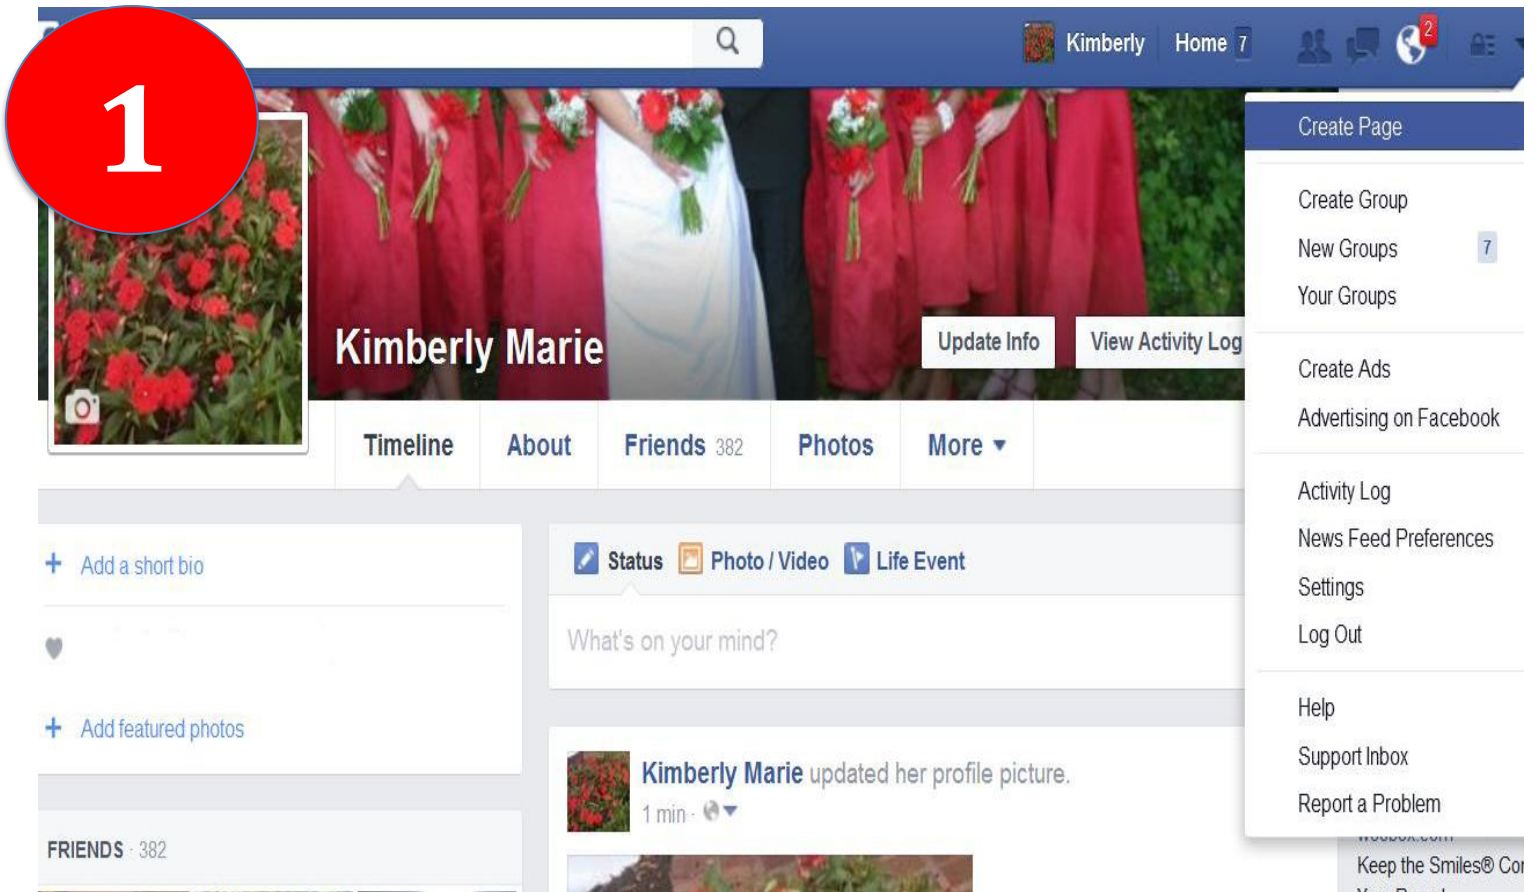 1
Kimberly Home 7 2
Create Page
Create Group
New Groups 7
Your Groups
Create Ads
Advertising on Facebook
Activity Log
News Feed Preferences
Settings
Log Out
Help
Support Inbox
Report a Problem
Kimberly Marie
Update Info View Activity Log
Timeline About Friends 382 Photos More
+ Add a short bio
+ Add featured photos
FRIENDS · 382
Status Photo / Video Life Event
What's on your mind?
Kimberly Marie updated her profile picture.
1 min ·
Keep the Smiles®